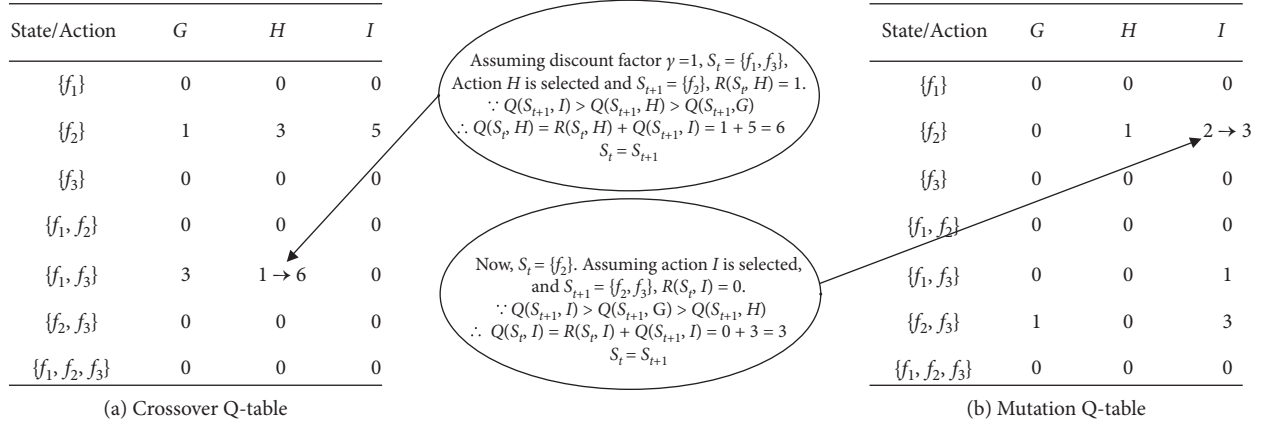 State/Action G H I
{f₁} 0 0 0
{f₂} 1 3 5
{f₃} 0 0 0
{f₁, f₂} 0 0 0
{f₁, f₃} 3 1 → 6 0
{f₂, f₃} 0 0 0
{f₁, f₂, f₃} 0 0 0
(a) Crossover Q-table
Assuming discount factor γ =1, Sₜ = {f₁, f₃},
Action H is selected and Sₜ₊₁ = {f₂}, R(Sₜ, H) = 1.
∵ Q(Sₜ₊₁, I) > Q(Sₜ₊₁, H) > Q(Sₜ₊₁,G)
∴ Q(Sₜ, H) = R(Sₜ, H) + Q(Sₜ₊₁, I) = 1 + 5 = 6
Sₜ = Sₜ₊₁
Now, Sₜ = {f₂}. Assuming action I is selected,
and Sₜ₊₁ = {f₂, f₃}, R(Sₜ, I) = 0.
∵ Q(Sₜ₊₁, I) > Q(Sₜ₊₁, G) > Q(Sₜ₊₁, H)
∴ Q(Sₜ, I) = R(Sₜ, I) + Q(Sₜ₊₁, I) = 0 + 3 = 3
Sₜ = Sₜ₊₁
State/Action G H I
{f₁} 0 0 0
{f₂} 0 1 2 → 3
{f₃} 0 0 0
{f₁, f₂} 0 0 0
{f₁, f₃} 0 0 1
{f₂, f₃} 1 0 3
{f₁, f₂, f₃} 0 0 0
(b) Mutation Q-table